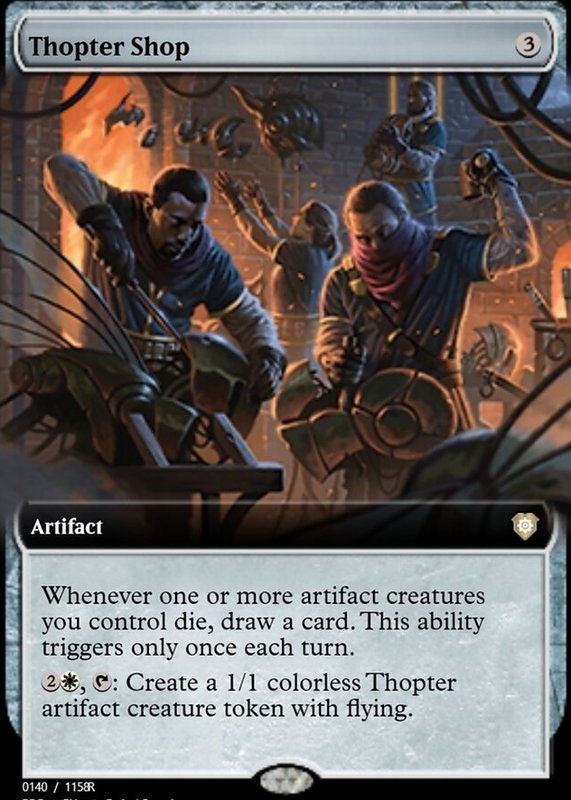 Thopter Shop 3
Artifact
Whenever one or more artifact creatures
you control die, draw a card. This ability
triggers only once each turn.
2, : Create a 1/1 colorless Thopter
artifact creature token with flying.
0140 / 1158R